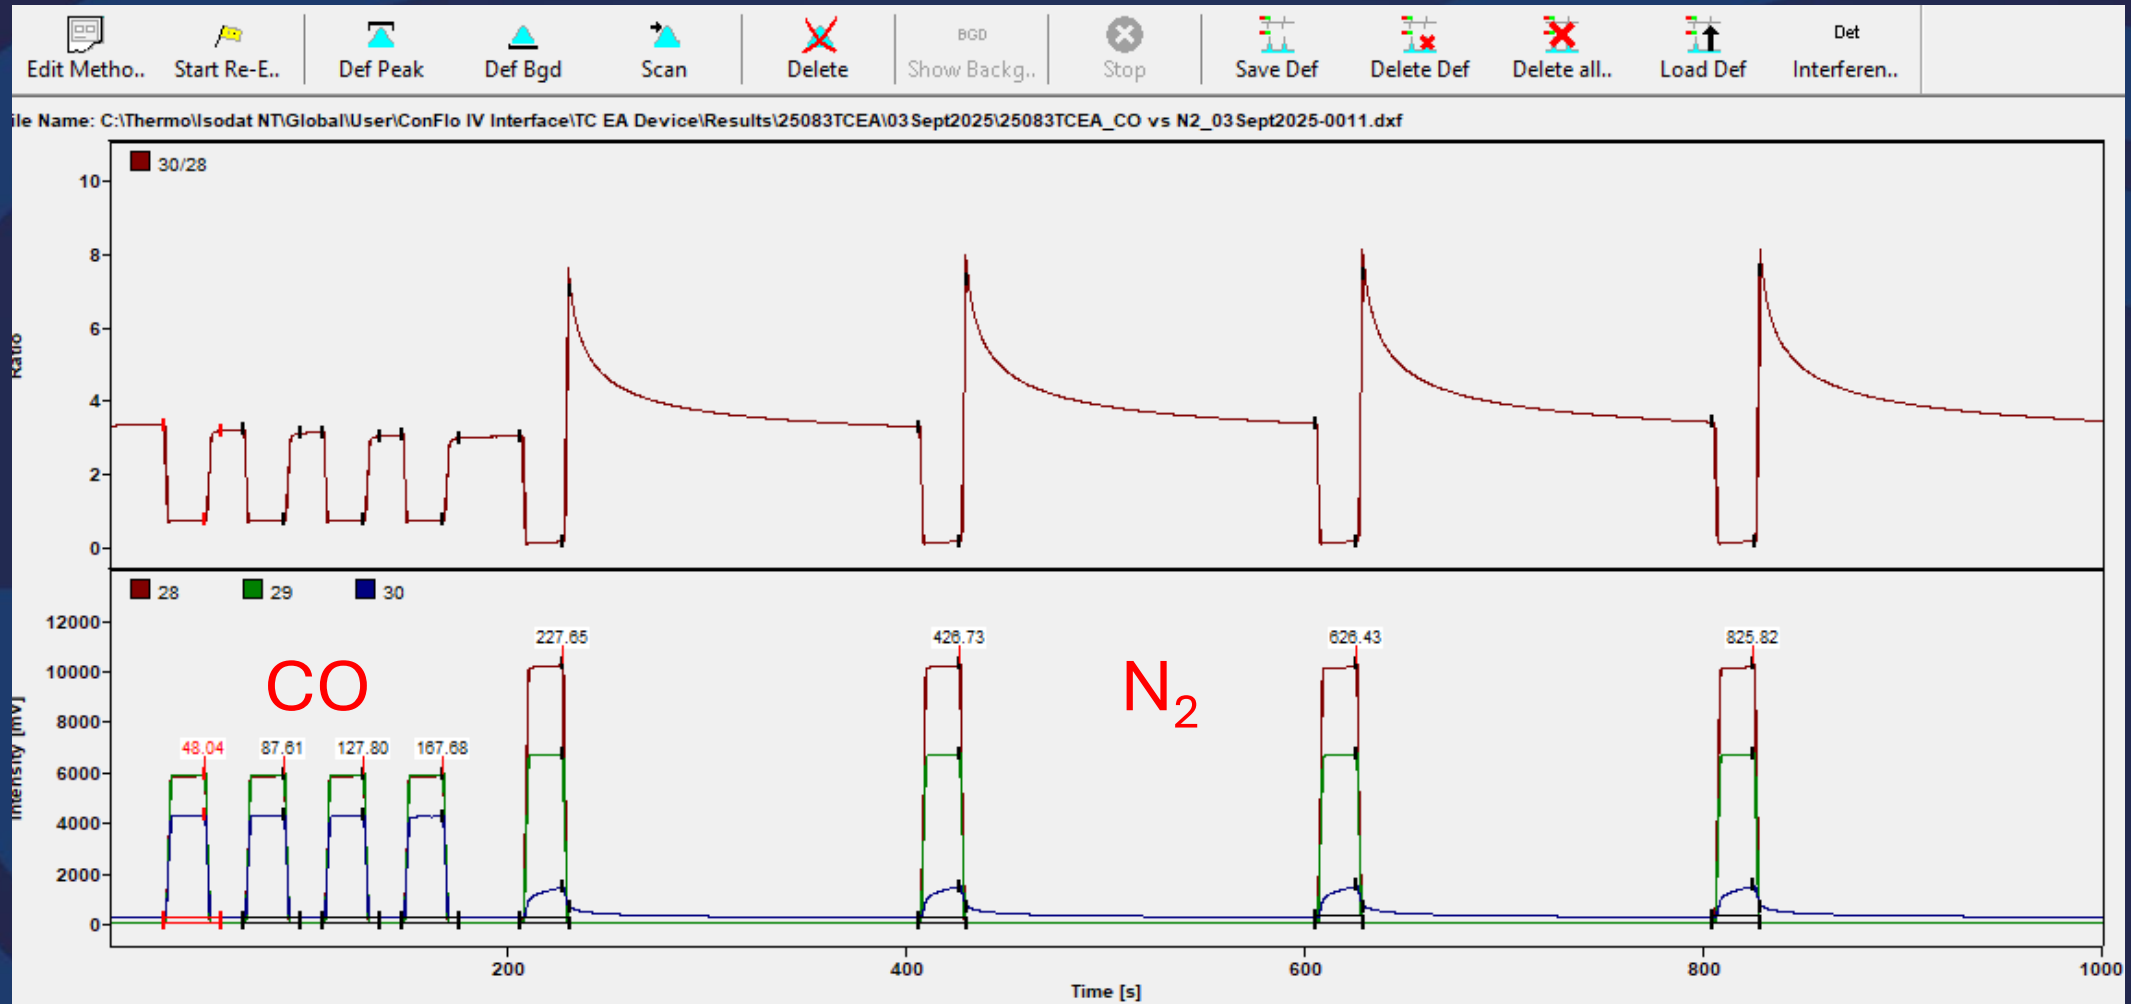 Edit Metho.. Start Re-E.. Def Peak Def Bgd Scan Delete BGD Show Backg.. Stop Save Def Delete Def Delete all.. Load Def Det Interferen..
ile Name: C:\Thermo\Isodat NT\Global\User\ConFlo IV Interface\TC EA Device\Results\25083TCEA\03Sept2025\25083TCEA_CO vs N2_03Sept2025-0011.dxf
30/28
10
8
6
4
2
0
Ratio
28 29 30
12000
10000
8000
6000
4000
2000
0
Intensity [mV]
227.65 426.73 626.43 825.82
CO N₂
48.04 87.61 127.80 167.68
200 400 600 800 1000
Time [s]